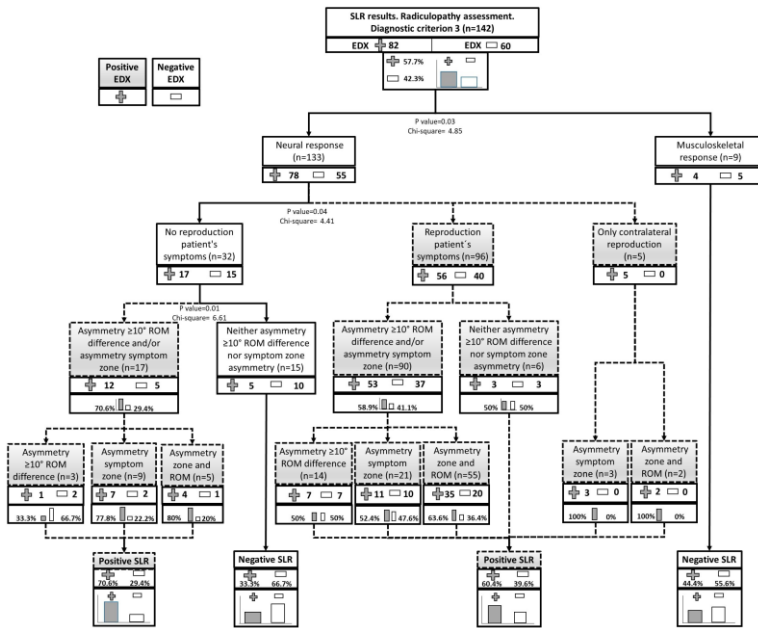 SLR results. Radiculopathy assessment.
Diagnostic criterion 3 (n=142)
EDX 82 EDX 60
57.7%
42.3%
Positive EDX
Negative EDX
P value=0.03
Chi-square= 4.85
Neural response
(n=133)
78 55
Musculoskeletal
response (n=9)
4 5
P value=0.04
Chi-square= 4.41
No reproduction
patient's
symptoms (n=32)
17 15
Reproduction
patient´s
symptoms (n=96)
56 40
Only contralateral
reproduction
(n=5)
5 0
P value=0.01
Chi-square= 6.61
Asymmetry ≥10° ROM
difference and/or
asymmetry symptom
zone
(n=17)
12 5
70.6% 29.4%
Neither asymmetry
≥10° ROM difference
nor symptom zone
asymmetry (n=15)
5 10
Asymmetry ≥10° ROM
difference and/or
asymmetry symptom
zone (n=90)
53 37
58.9% 41.1%
Neither asymmetry
≥10° ROM difference
nor symptom zone
asymmetry (n=6)
3 3
50% 50%
Asymmetry
≥10° ROM
difference (n=3)
1 2
33.3% 66.7%
Asymmetry
symptom
zone (n=9)
7 2
77.8% 22.2%
Asymmetry
zone and
ROM (n=5)
4 1
80% 20%
Asymmetry ≥10°
ROM difference
(n=14)
7 7
50% 50%
Asymmetry
symptom
zone (n=21)
11 10
52.4% 47.6%
Asymmetry
zone and
ROM (n=55)
35 20
63.6% 36.4%
Asymmetry
symptom
zone (n=3)
3 0
100% 0%
Asymmetry
zone and
ROM (n=2)
2 0
100% 0%
Positive SLR
70.6% 29.4%
Negative SLR
33.3% 66.7%
Positive SLR
60.4% 39.6%
Negative SLR
44.4% 55.6%